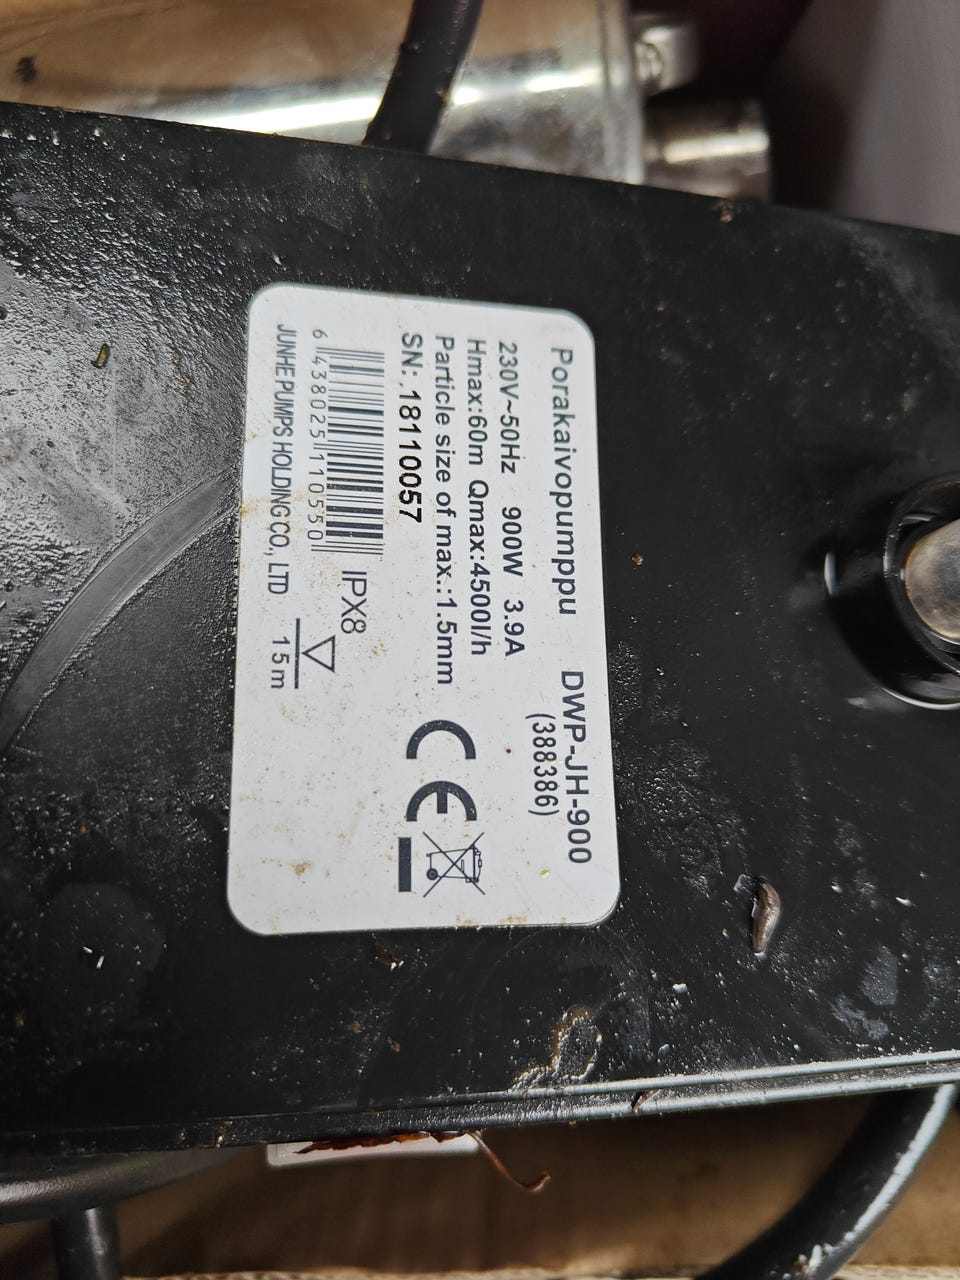 Porakaivopumppu DWP-JH-900
(388386)
230V~50Hz 900W 3.9A
Hmax:60m Qmax:4500l/h
Particle size of max.:1.5mm
SN: 18110057
CE
6 438025 110550
IPX8
15m
JUNHE PUMPS HOLDING CO., LTD